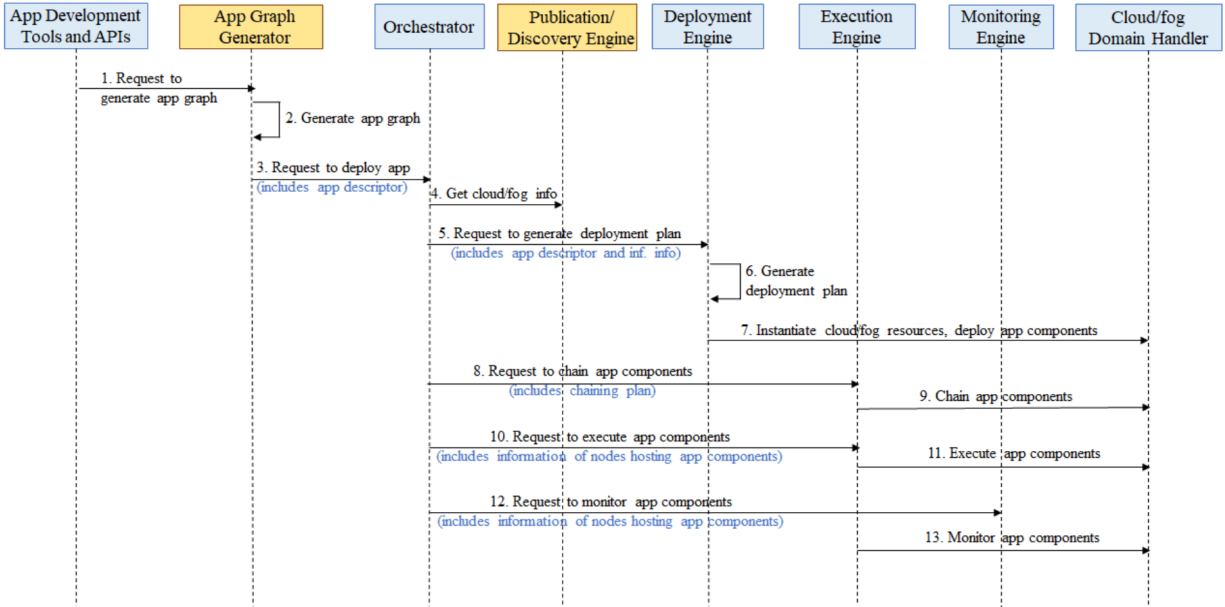 App Development
Tools and APIs
App Graph
Generator
Orchestrator
Publication/
Discovery Engine
Deployment
Engine
Execution
Engine
Monitoring
Engine
Cloud/fog
Domain Handler
1. Request to
generate app graph
2. Generate app graph
3. Request to deploy app
(includes app descriptor)
4. Get cloud/fog info
5. Request to generate deployment plan
(includes app descriptor and inf. info)
6. Generate
deployment plan
7. Instantiate cloud/fog resources, deploy app components
8. Request to chain app components
(includes chaining plan)
9. Chain app components
10. Request to execute app components
(includes information of nodes hosting app components)
11. Execute app components
12. Request to monitor app components
(includes information of nodes hosting app components)
13. Monitor app components